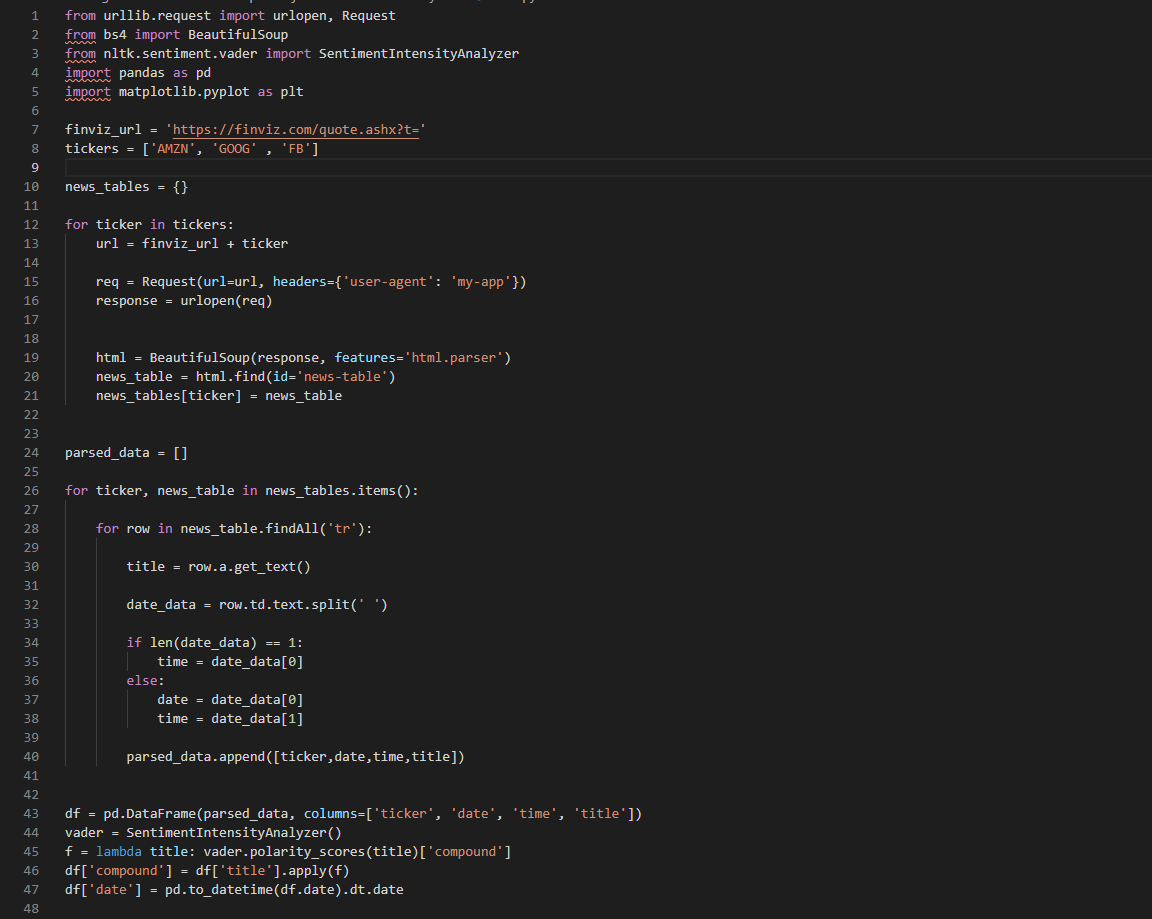 1 from urllib.request import urlopen, Request
2 from bs4 import BeautifulSoup
3 from nltk.sentiment.vader import SentimentIntensityAnalyzer
4 import pandas as pd
5 import matplotlib.pyplot as plt
6
7 finviz_url = 'https://finviz.com/quote.ashx?t='
8 tickers = ['AMZN', 'GOOG' , 'FB']
9
10 news_tables = {}
11
12 for ticker in tickers:
13     url = finviz_url + ticker
14
15     req = Request(url=url, headers={'user-agent': 'my-app'})
16     response = urlopen(req)
17
18
19     html = BeautifulSoup(response, features='html.parser')
20     news_table = html.find(id='news-table')
21     news_tables[ticker] = news_table
22
23
24 parsed_data = []
25
26 for ticker, news_table in news_tables.items():
27
28     for row in news_table.findAll('tr'):
29
30         title = row.a.get_text()
31
32         date_data = row.td.text.split(' ')
33
34         if len(date_data) == 1:
35             time = date_data[0]
36         else:
37             date = date_data[0]
38             time = date_data[1]
39
40         parsed_data.append([ticker,date,time,title])
41
42
43 df = pd.DataFrame(parsed_data, columns=['ticker', 'date', 'time', 'title'])
44 vader = SentimentIntensityAnalyzer()
45 f = lambda title: vader.polarity_scores(title)['compound']
46 df['compound'] = df['title'].apply(f)
47 df['date'] = pd.to_datetime(df.date).dt.date
48